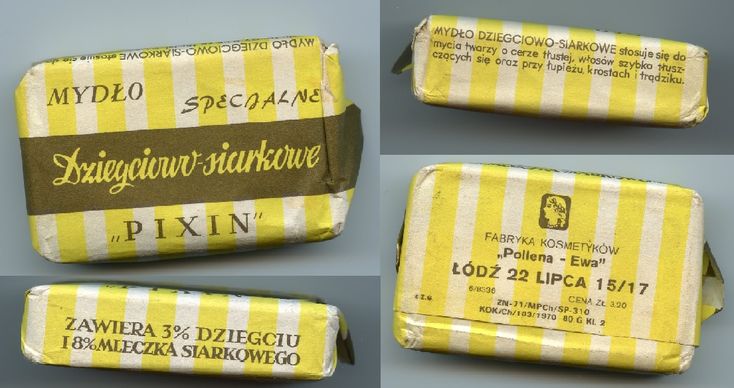 MYDŁO DZIEGCIOWO-SIARKOWE
MYDŁO SPECJALNE
Dziegciowo-siarkowe
„PIXIN"
MYDŁO DZIEGCIOWO-SIARKOWE stosuje się do
mycia twarzy o cerze tłustej, włosów szybko tłusz-
czących się oraz przy łupieżu, krostach i trądziku.
ZAWIERA 3% DZIEGCIU
I 8% MLECZKA SIARKOWEGO
FABRYKA KOSMETYKÓW
„Pollena - Ewa"
ŁÓDŹ 22 LIPCA 15/17
CENA ZŁ 3.20
ZN-71/MPCh/SP-310
KOK/Ch/103/1970 80 G Kl. 2